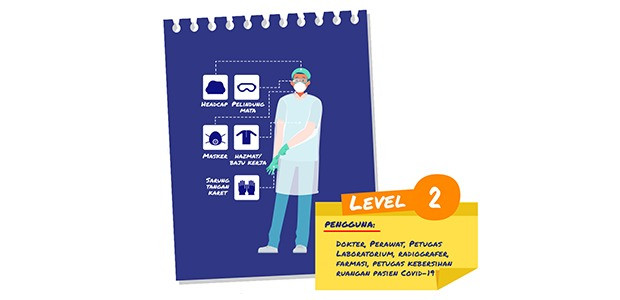 Headcap
Pelindung
mata
Masker
hazmat/
baju kerja
Sarung
tangan
karet
Level 2
Pengguna:
Dokter, Perawat, Petugas
Laboratorium, radiografer,
farmasi, petugas kebersihan
ruangan pasien Covid-19